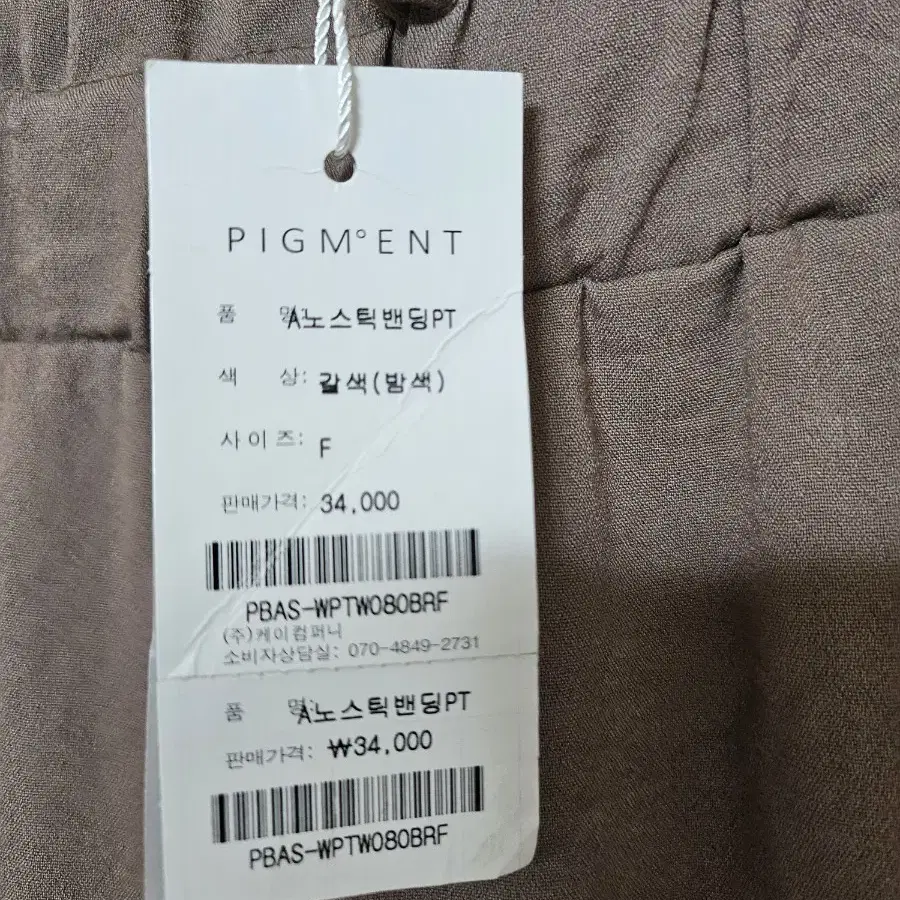 PIGM°ENT
품 명: A노스틱밴딩PT
색 상: 갈색(밤색)
사이즈: F
판매가격: 34,000
PBAS-WPTW080BRF
(주)케이컴퍼니
소비자상담실: 070-4849-2731
품 명: A노스틱밴딩PT
판매가격: ₩34,000
PBAS-WPTW080BRF